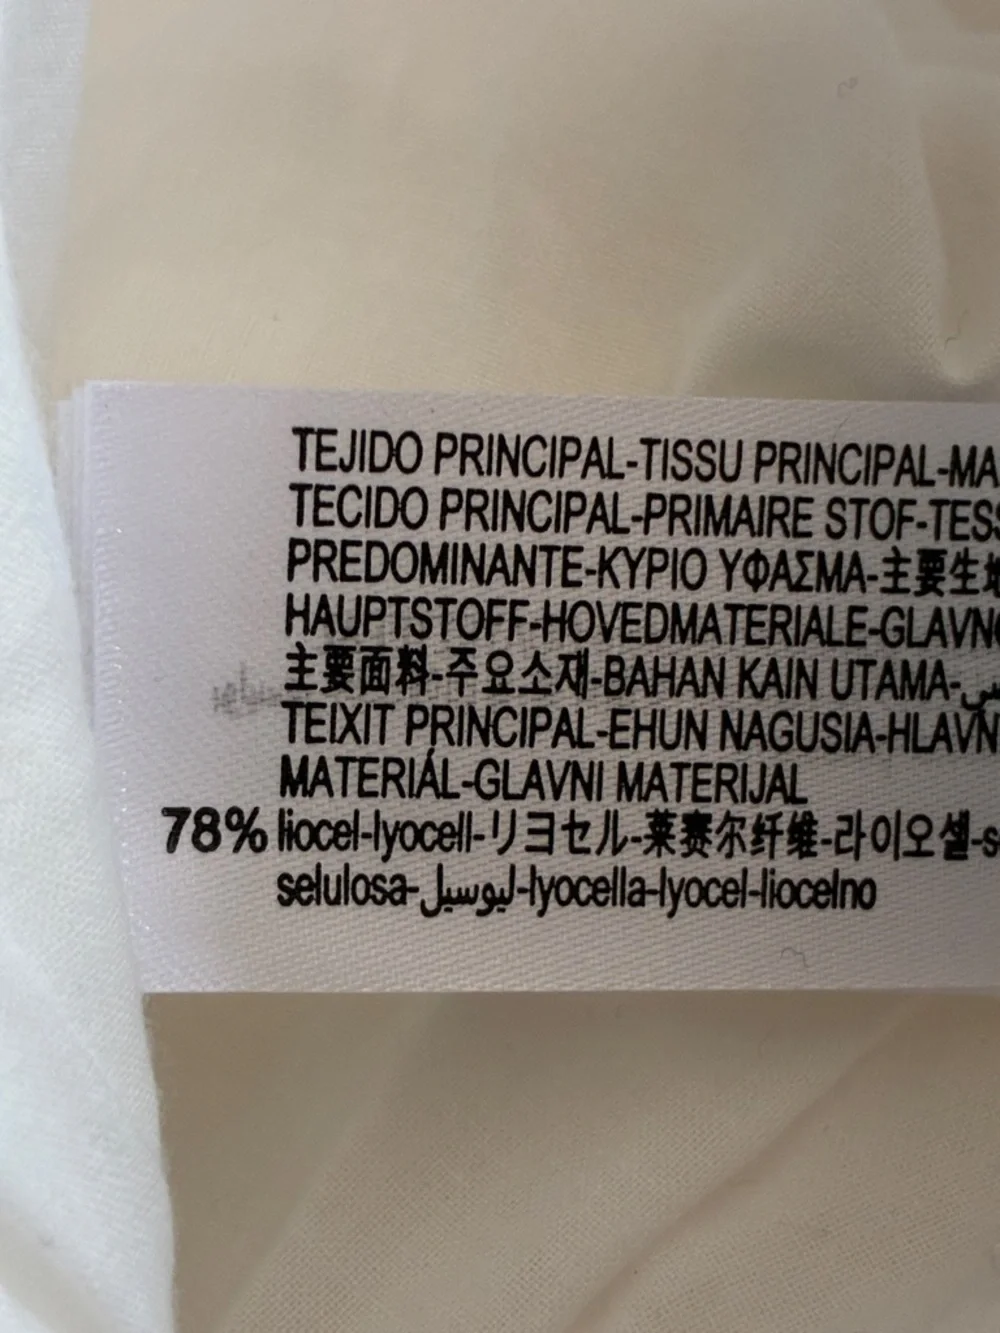 TEJIDO PRINCIPAL-TISSU PRINCIPAL-MA
TECIDO PRINCIPAL-PRIMAIRE STOF-TESS
PREDOMINANTE-ΚΥΡΙΟ ΥΦΑΣΜΑ-主要生地
HAUPTSTOFF-HOVEDMATERIALE-GLAVN
主要面料-주요소재-BAHAN KAIN UTAMA-
TEIXIT PRINCIPAL-EHUN NAGUSIA-HLAVN
MATERIÁL-GLAVNI MATERIJAL
78% liocel-lyocell-リヨセル-莱赛尔纤维-라이오셀-s
selulosa-ليوسيل-lyocella-lyocel-liocelno